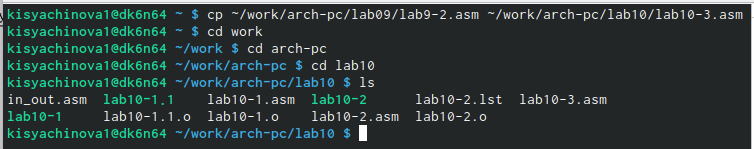 kisyachinova1@dk6n64 ~ $ cp ~/work/arch-pc/lab09/lab9-2.asm ~/work/arch-pc/lab10/lab10-3.asm
kisyachinova1@dk6n64 ~ $ cd work
kisyachinova1@dk6n64 ~/work $ cd arch-pc
kisyachinova1@dk6n64 ~/work/arch-pc $ cd lab10
kisyachinova1@dk6n64 ~/work/arch-pc/lab10 $ ls
in_out.asm  lab10-1.1    lab10-1.asm  lab10-2      lab10-2.lst  lab10-3.asm
lab10-1     lab10-1.1.o  lab10-1.o    lab10-2.asm  lab10-2.o
kisyachinova1@dk6n64 ~/work/arch-pc/lab10 $